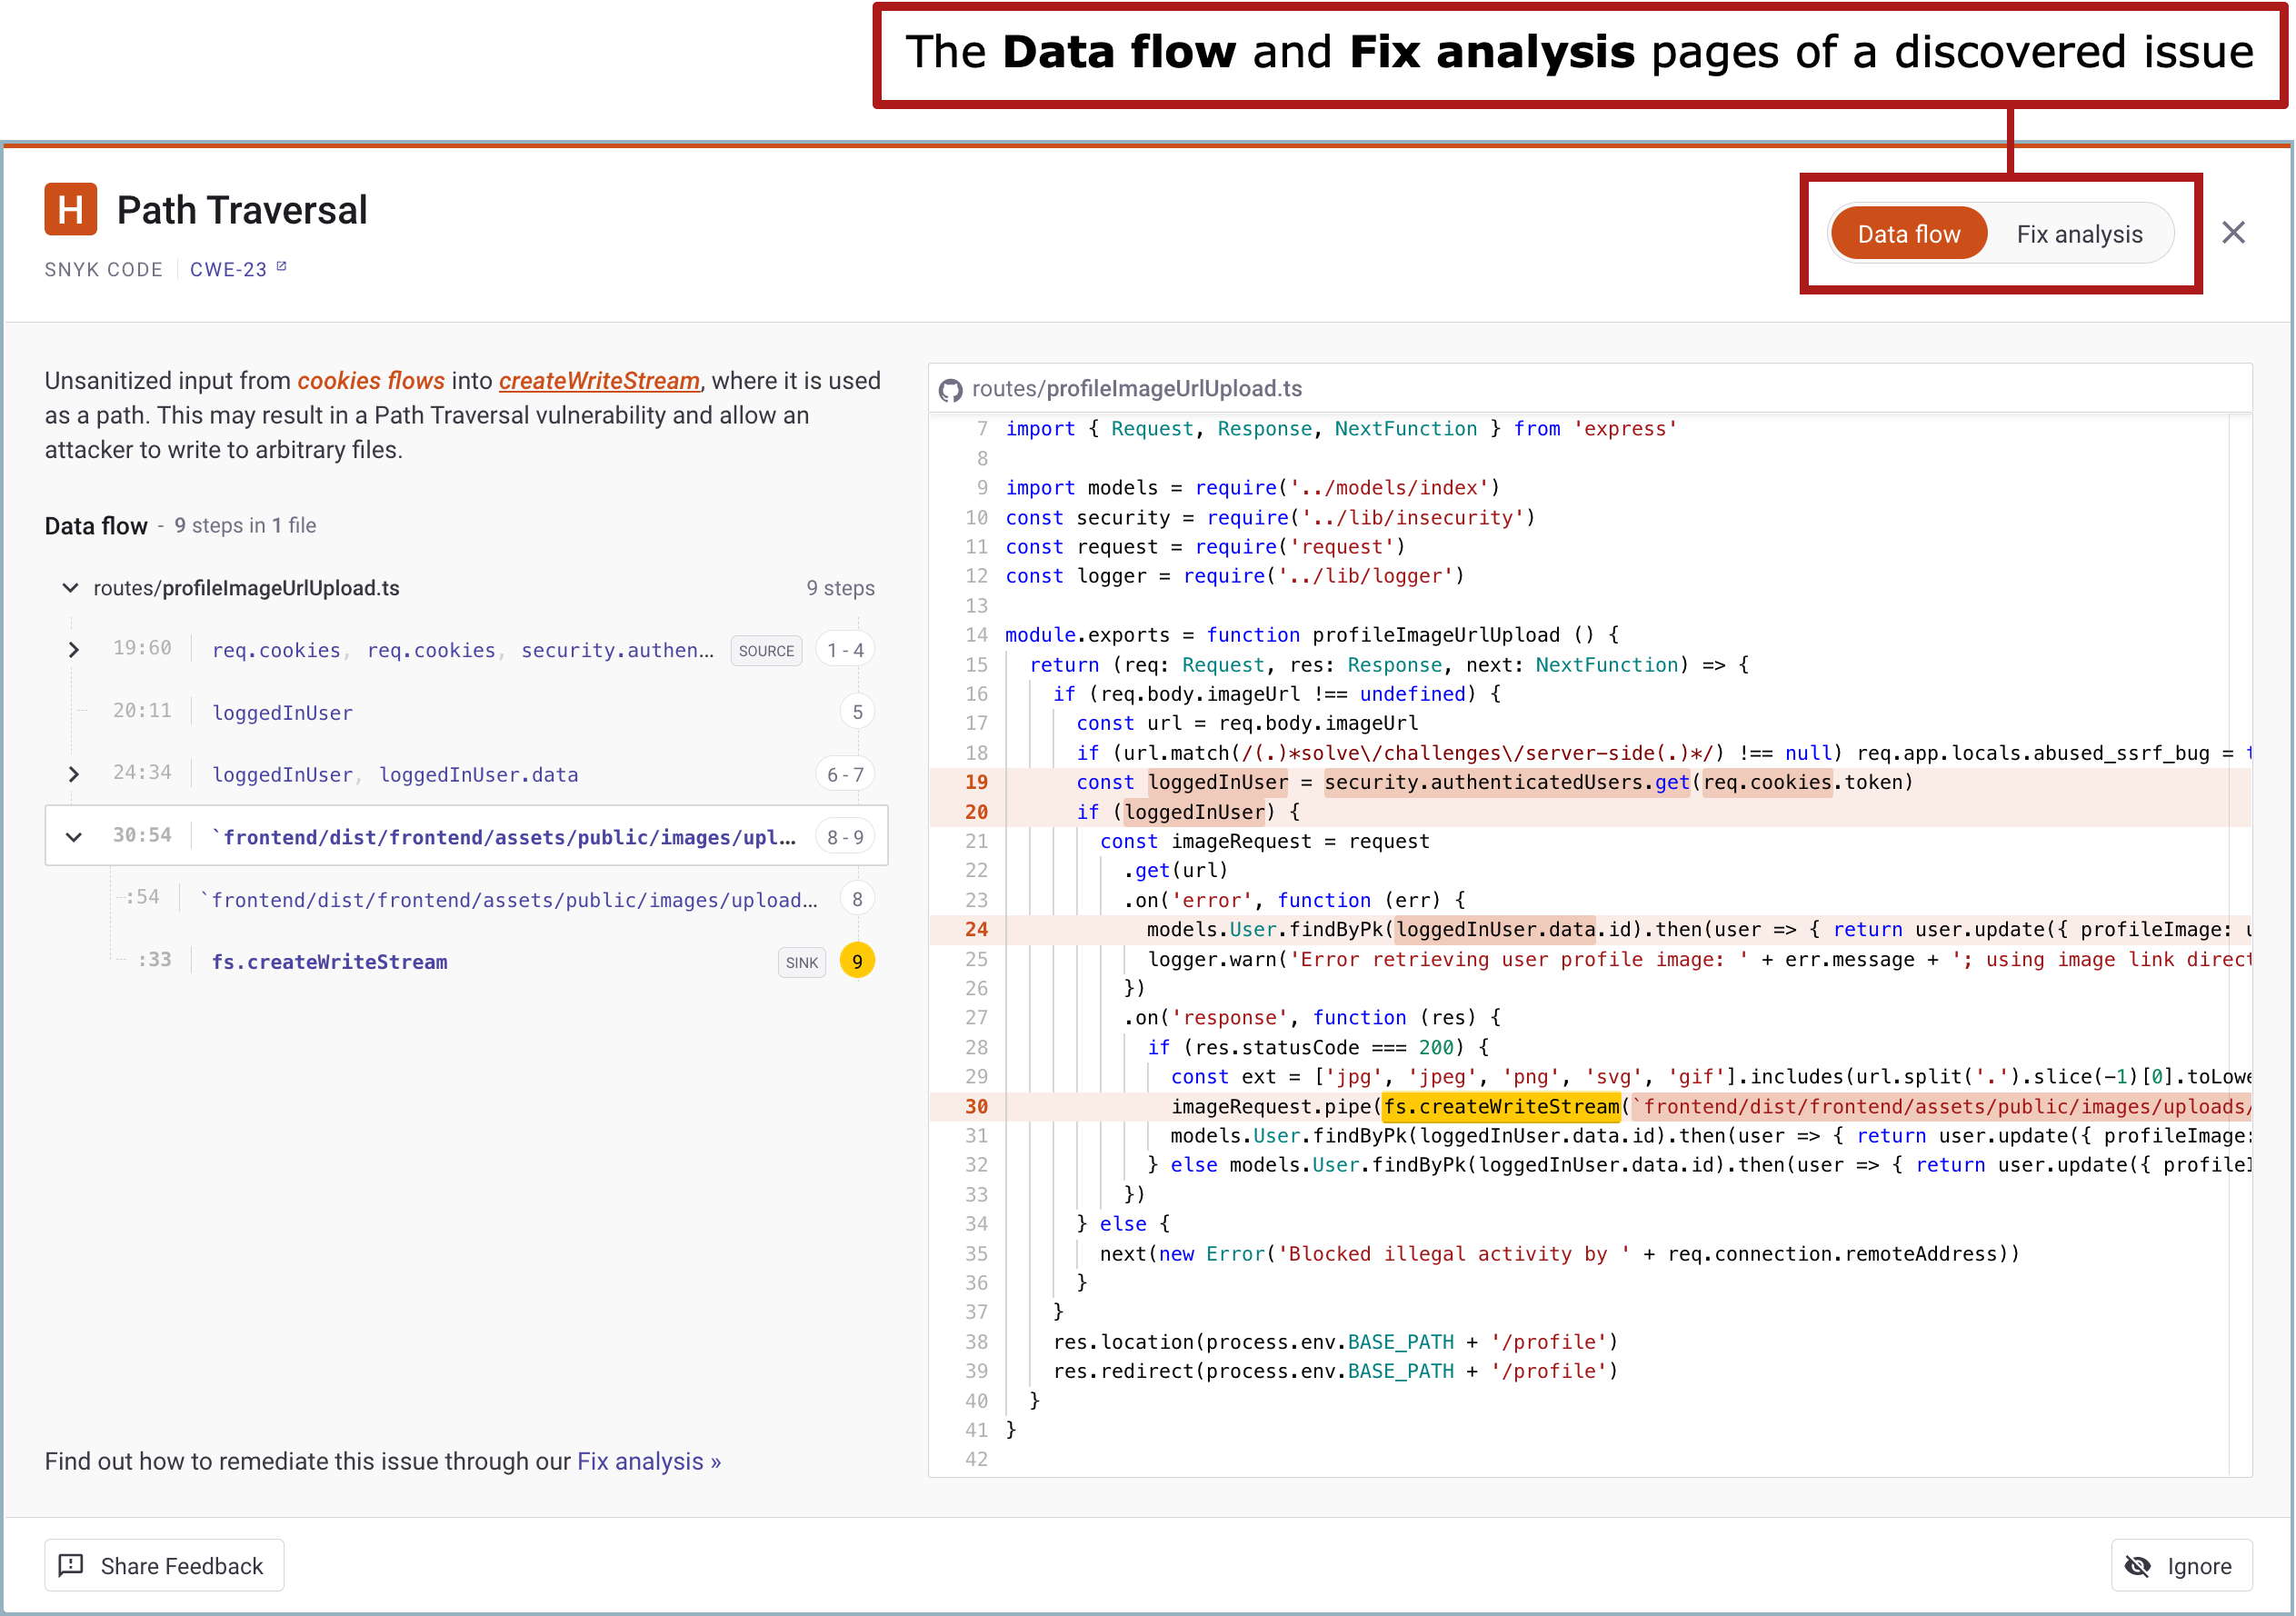 The Data flow and Fix analysis pages of a discovered issue
H Path Traversal
SNYK CODE CWE-23
Data flow Fix analysis
Unsanitized input from cookies flows into createWriteStream, where it is used
as a path. This may result in a Path Traversal vulnerability and allow an
attacker to write to arbitrary files.
Data flow - 9 steps in 1 file
routes/profileImageUrlUpload.ts 9 steps
19:60 req.cookies, req.cookies, security.authen... SOURCE 1 - 4
20:11 loggedInUser 5
24:34 loggedInUser, loggedInUser.data 6 - 7
30:54 `frontend/dist/frontend/assets/public/images/upl... 8 - 9
:54 `frontend/dist/frontend/assets/public/images/upload... 8
:33 fs.createWriteStream SINK 9
Find out how to remediate this issue through our Fix analysis »
routes/profileImageUrlUpload.ts
7 import { Request, Response, NextFunction } from 'express'
8
9 import models = require('../models/index')
10 const security = require('../lib/insecurity')
11 const request = require('request')
12 const logger = require('../lib/logger')
13
14 module.exports = function profileImageUrlUpload () {
15 return (req: Request, res: Response, next: NextFunction) => {
16 if (req.body.imageUrl !== undefined) {
17 const url = req.body.imageUrl
18 if (url.match(/(.)*solve\/challenges\/server-side(.)*/) !== null) req.app.locals.abused_ssrf_bug =
19 const loggedInUser = security.authenticatedUsers.get(req.cookies.token)
20 if (loggedInUser) {
21 const imageRequest = request
22 .get(url)
23 .on('error', function (err) {
24 models.User.findByPk(loggedInUser.data.id).then(user => { return user.update({ profileImage:
25 logger.warn('Error retrieving user profile image: ' + err.message + '; using image link direct
26 })
27 .on('response', function (res) {
28 if (res.statusCode === 200) {
29 const ext = ['jpg', 'jpeg', 'png', 'svg', 'gif'].includes(url.split('.').slice(-1)[0].toLowe
30 imageRequest.pipe(fs.createWriteStream(`frontend/dist/frontend/assets/public/images/uploads/
31 models.User.findByPk(loggedInUser.data.id).then(user => { return user.update({ profileImage:
32 } else models.User.findByPk(loggedInUser.data.id).then(user => { return user.update({ profileI
33 })
34 } else {
35 next(new Error('Blocked illegal activity by ' + req.connection.remoteAddress))
36 }
37 }
38 res.location(process.env.BASE_PATH + '/profile')
39 res.redirect(process.env.BASE_PATH + '/profile')
40 }
41 }
42
Share Feedback Ignore